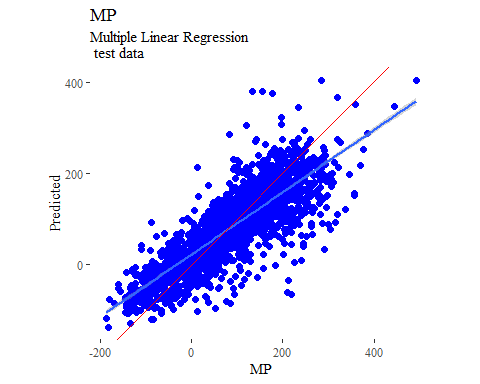 MP
Multiple Linear Regression
test data
400
200
0
Predicted
-200
0
200
400
MP